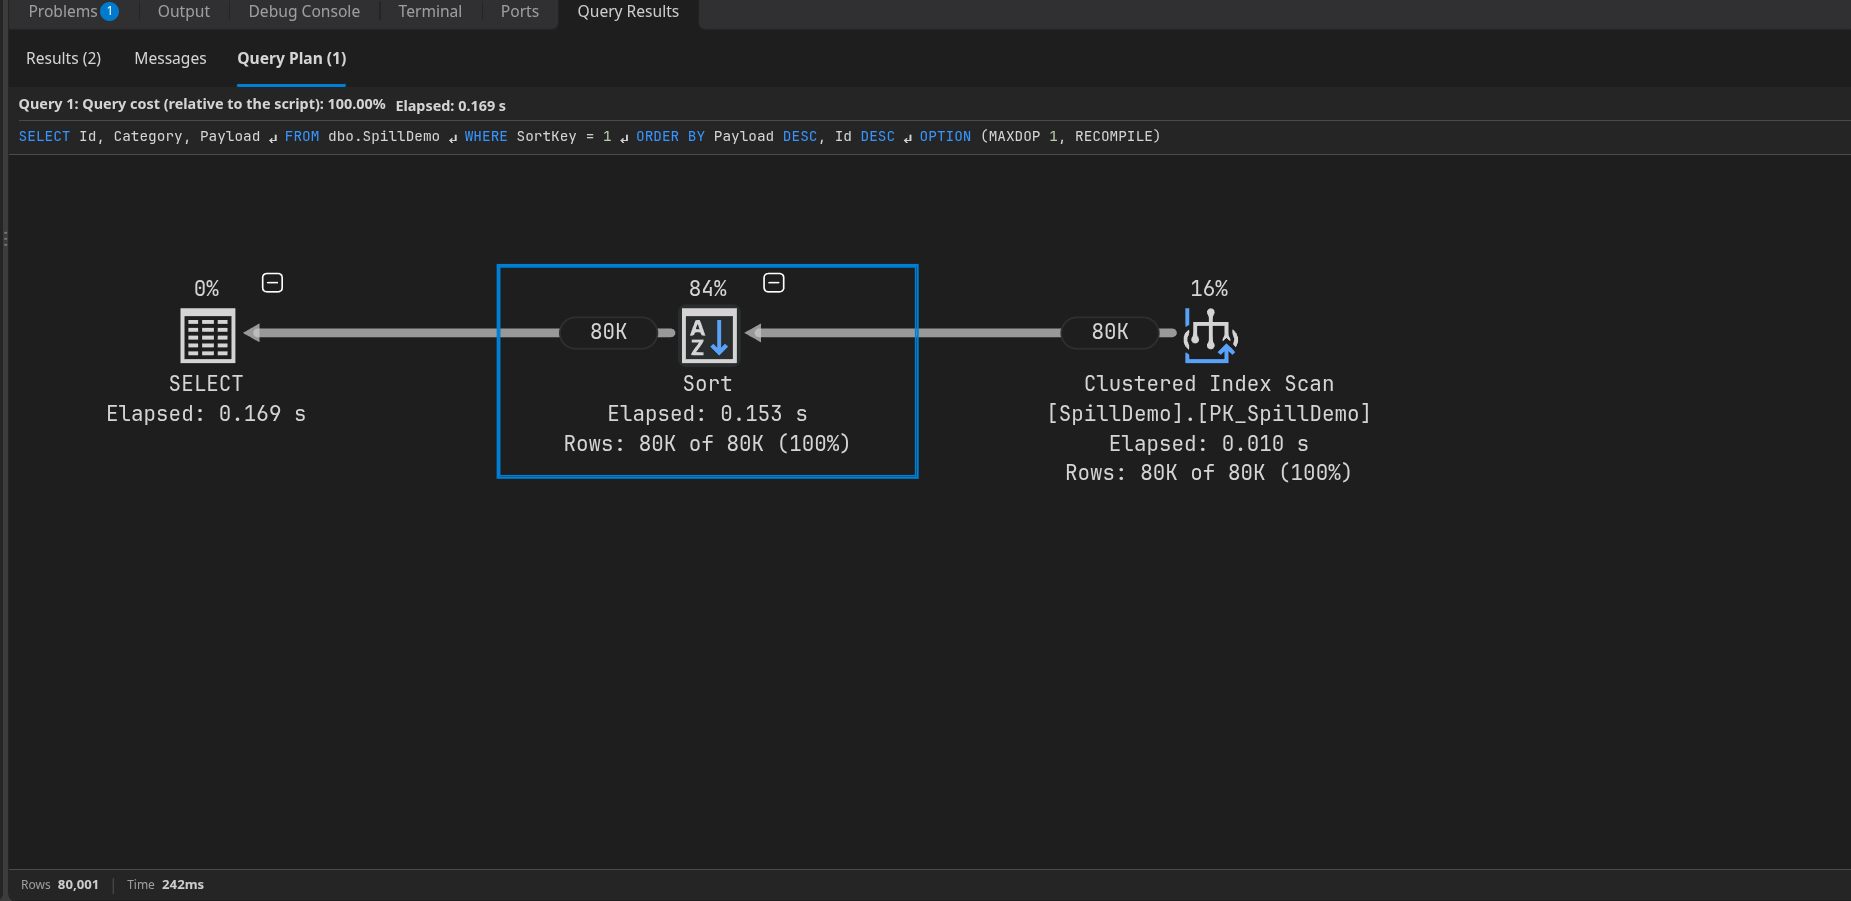 Problems 1 Output Debug Console Terminal Ports Query Results
Results (2) Messages Query Plan (1)
Query 1: Query cost (relative to the script): 100.00% Elapsed: 0.169 s
SELECT Id, Category, Payload ↲ FROM dbo.SpillDemo ↲ WHERE SortKey = 1 ↲ ORDER BY Payload DESC, Id DESC ↲ OPTION (MAXDOP 1, RECOMPILE)
0%
SELECT
Elapsed: 0.169 s
80K
84%
A
Z
Sort
Elapsed: 0.153 s
Rows: 80K of 80K (100%)
80K
16%
Clustered Index Scan
[SpillDemo].[PK_SpillDemo]
Elapsed: 0.010 s
Rows: 80K of 80K (100%)
Rows 80,001 Time 242ms